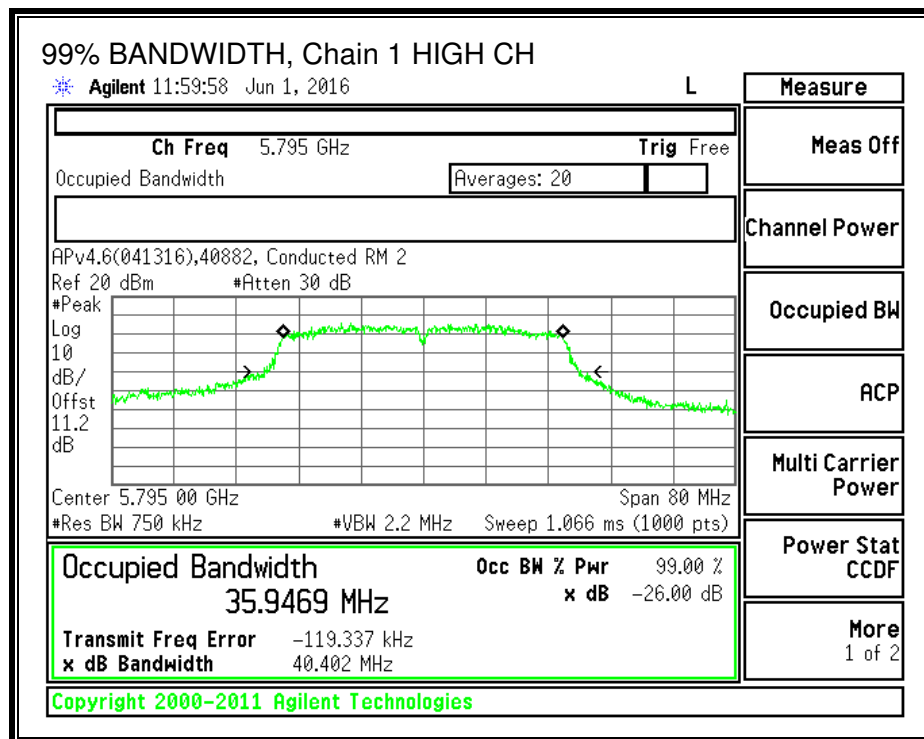 99% BANDWIDTH, Chain 1 HIGH CH
Agilent 11:59:58 Jun 1, 2016 L
Measure
Ch Freq 5.795 GHz Trig Free
Meas Off
Occupied Bandwidth Averages: 20
Channel Power
APv4.6(041316),40882, Conducted RM 2
Ref 20 dBm #Atten 30 dB
#Peak
Log
10
dB/
Offst
11.2
dB
Occupied BW
ACP
Multi Carrier
Power
Center 5.795 00 GHz Span 80 MHz
#Res BW 750 kHz #VBW 2.2 MHz Sweep 1.066 ms (1000 pts)
Power Stat
CCDF
Occupied Bandwidth Occ BW % Pwr 99.00 %
35.9469 MHz x dB -26.00 dB
Transmit Freq Error -119.337 kHz
x dB Bandwidth 40.402 MHz
More
1 of 2
Copyright 2000-2011 Agilent Technologies